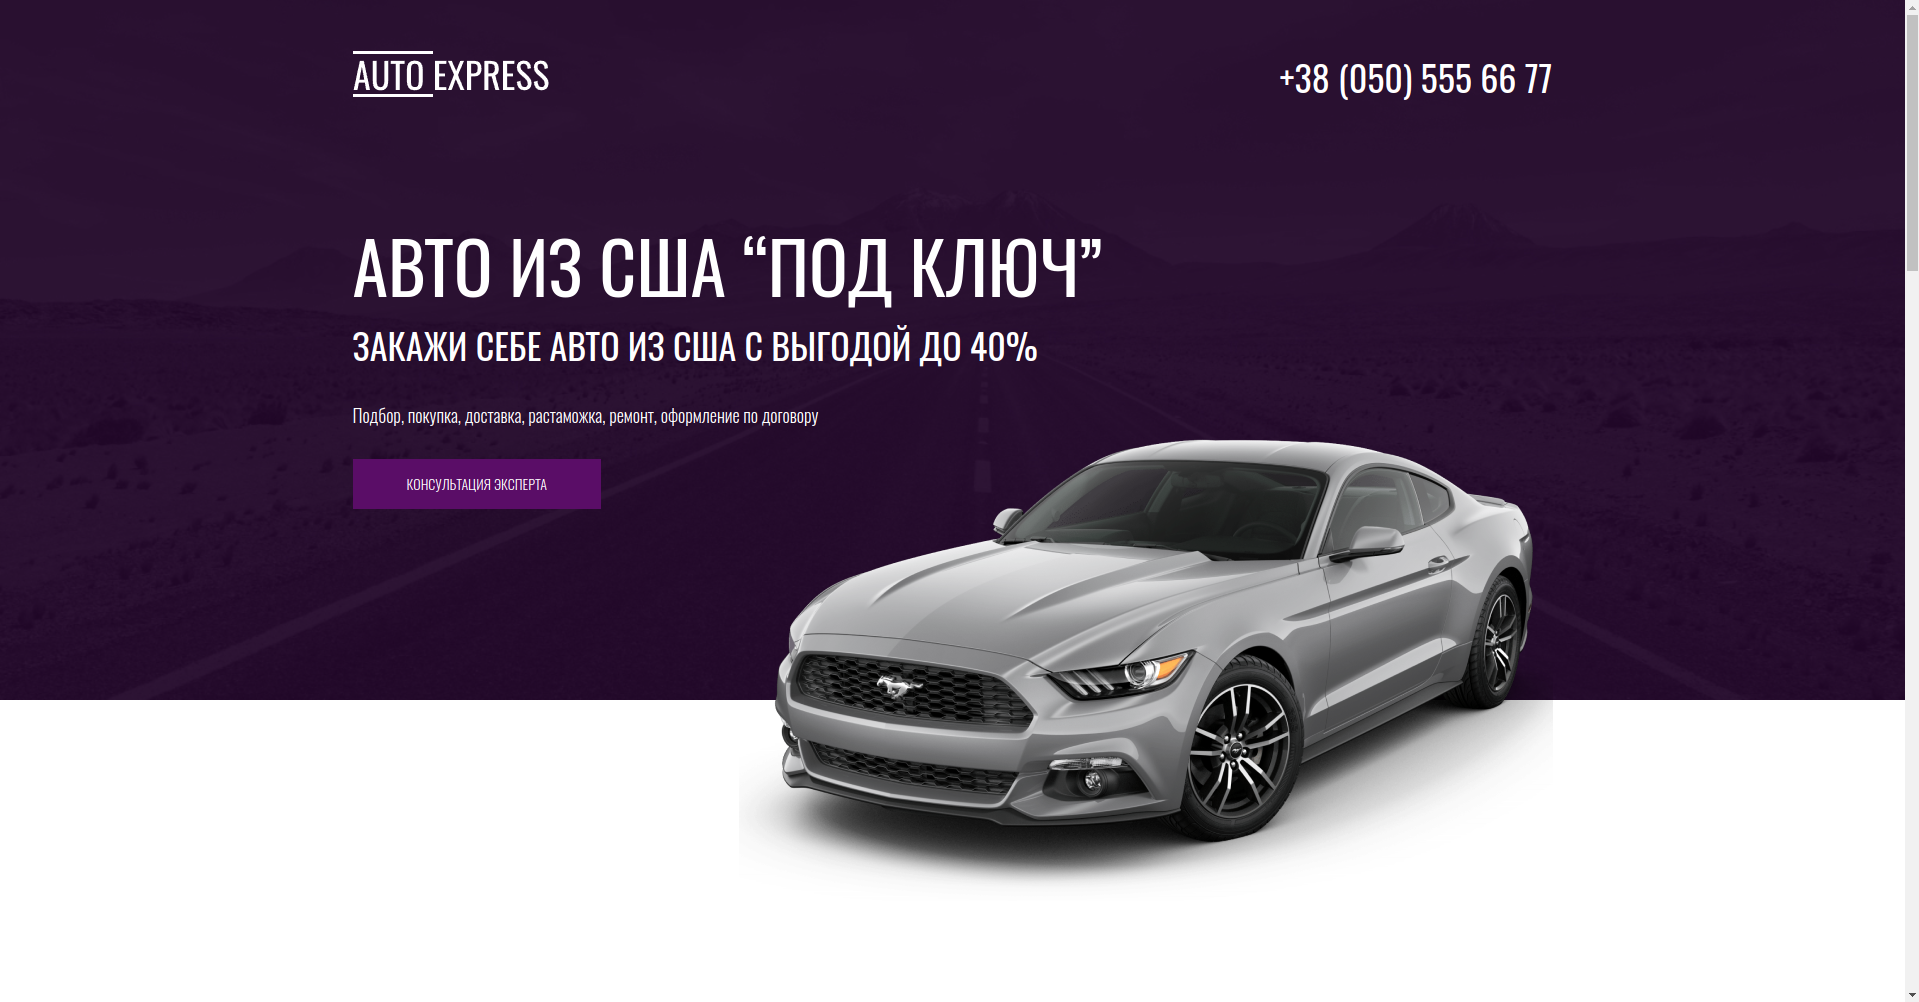 AUTO EXPRESS
+38 (050) 555 66 77
АВТО ИЗ США “ПОД КЛЮЧ”
ЗАКАЖИ СЕБЕ АВТО ИЗ США С ВЫГОДОЙ ДО 40%
Подбор, покупка, доставка, растаможка, ремонт, оформление по договору
КОНСУЛЬТАЦИЯ ЭКСПЕРТА